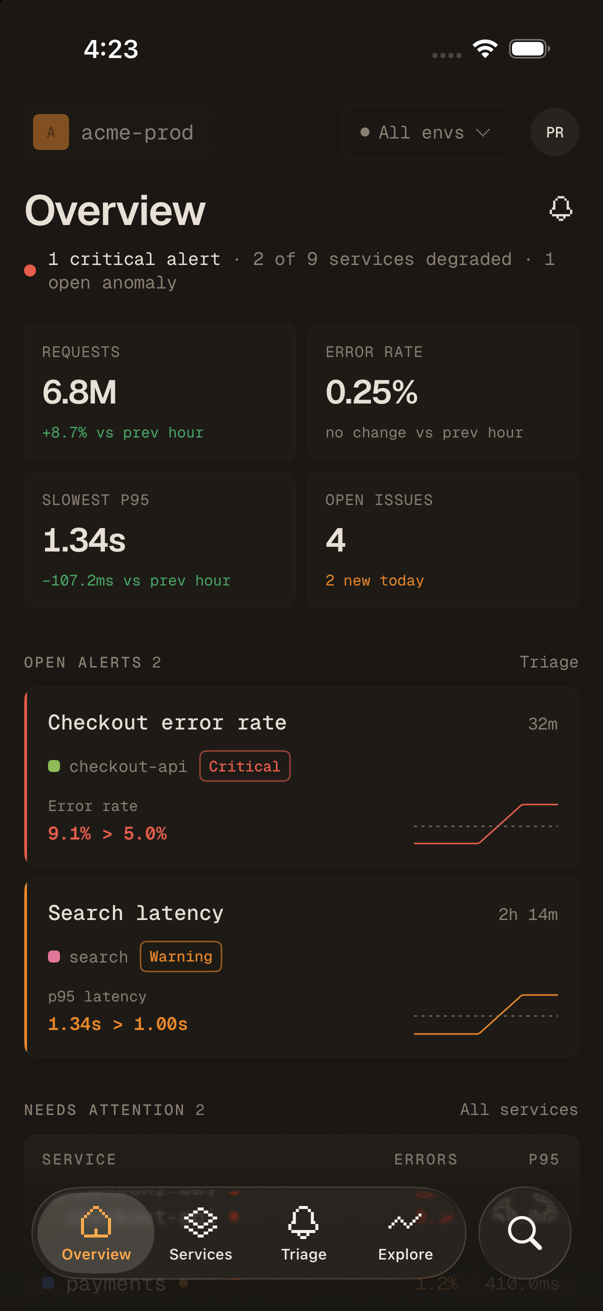 4:23
A acme-prod
All envs
PR
Overview
1 critical alert · 2 of 9 services degraded · 1
open anomaly
REQUESTS
6.8M
+8.7% vs prev hour
ERROR RATE
0.25%
no change vs prev hour
SLOWEST P95
1.34s
−107.2ms vs prev hour
OPEN ISSUES
4
2 new today
OPEN ALERTS 2
Triage
Checkout error rate
32m
checkout-api
Critical
Error rate
9.1% > 5.0%
Search latency
2h 14m
search
Warning
p95 latency
1.34s > 1.00s
NEEDS ATTENTION 2
All services
SERVICE ERRORS P95
payments 1.2% 410.0ms
Overview
Services
Triage
Explore